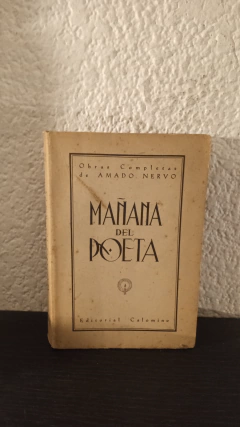 Obras Completas
de AMADO NERVO
MAÑANA
DEL
POETA
Editorial Calomino